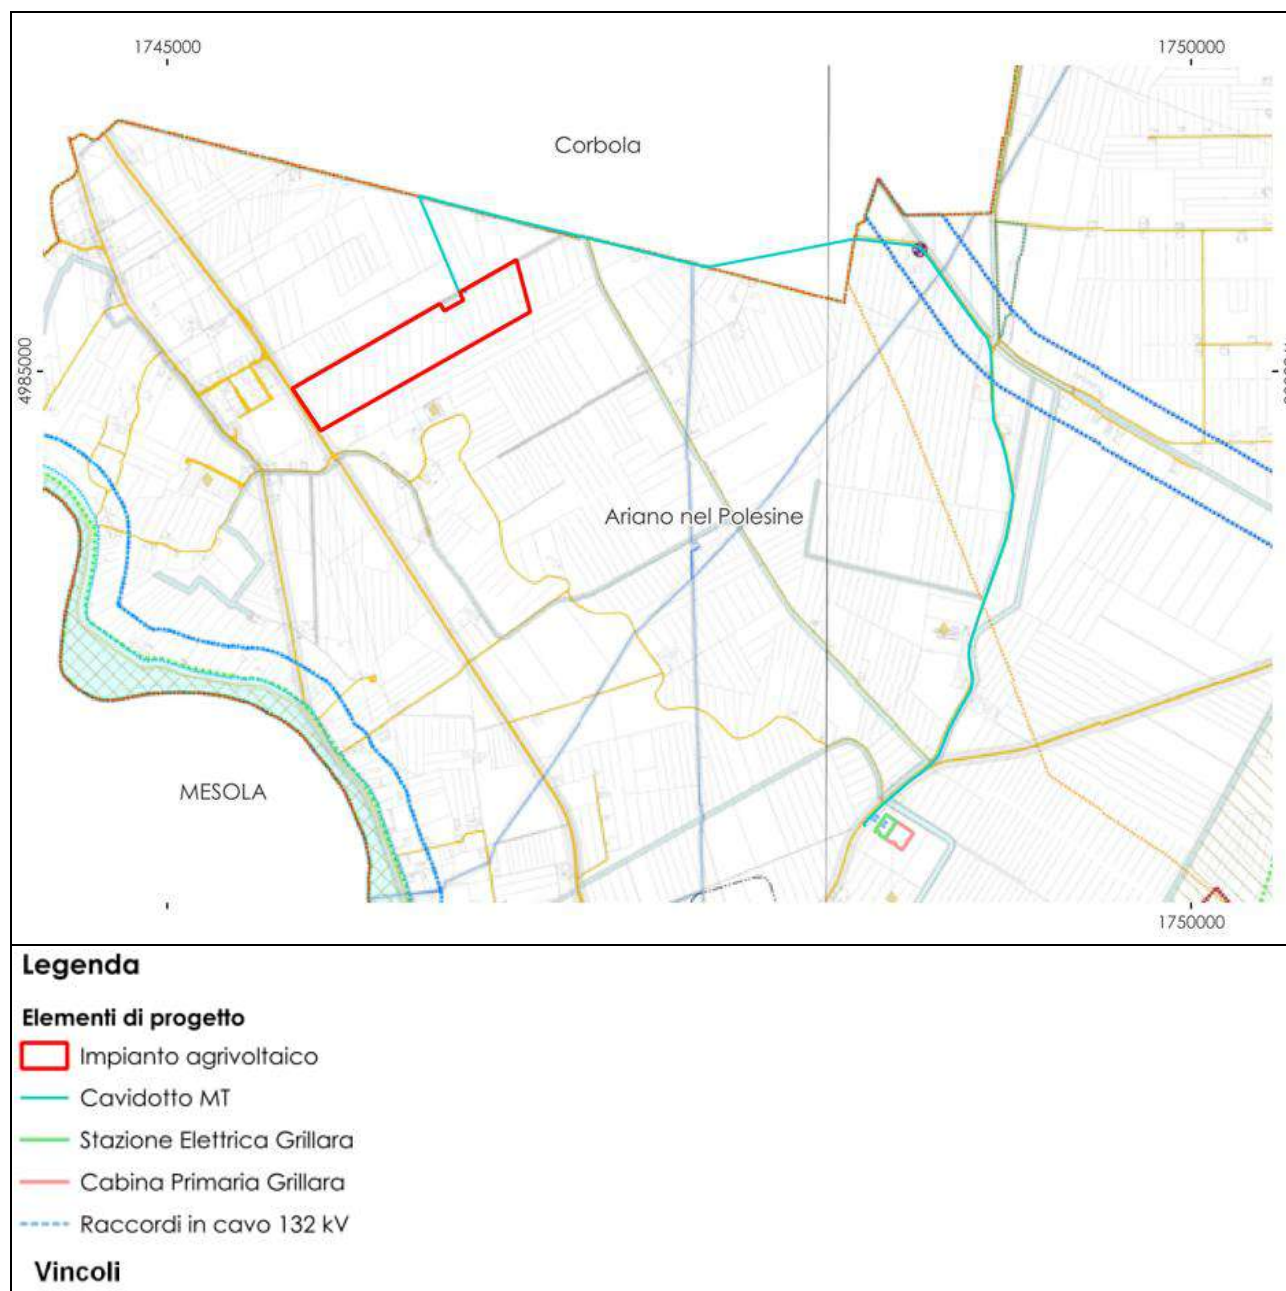 1745000
1750000
Corbola
4985000
Ariano nel Polesine
MESOLA
1750000
Legenda
Elementi di progetto
Impianto agrivoltaico
Cavidotto MT
Stazione Elettrica Grillara
Cabina Primaria Grillara
Raccordi in cavo 132 kV
Vincoli